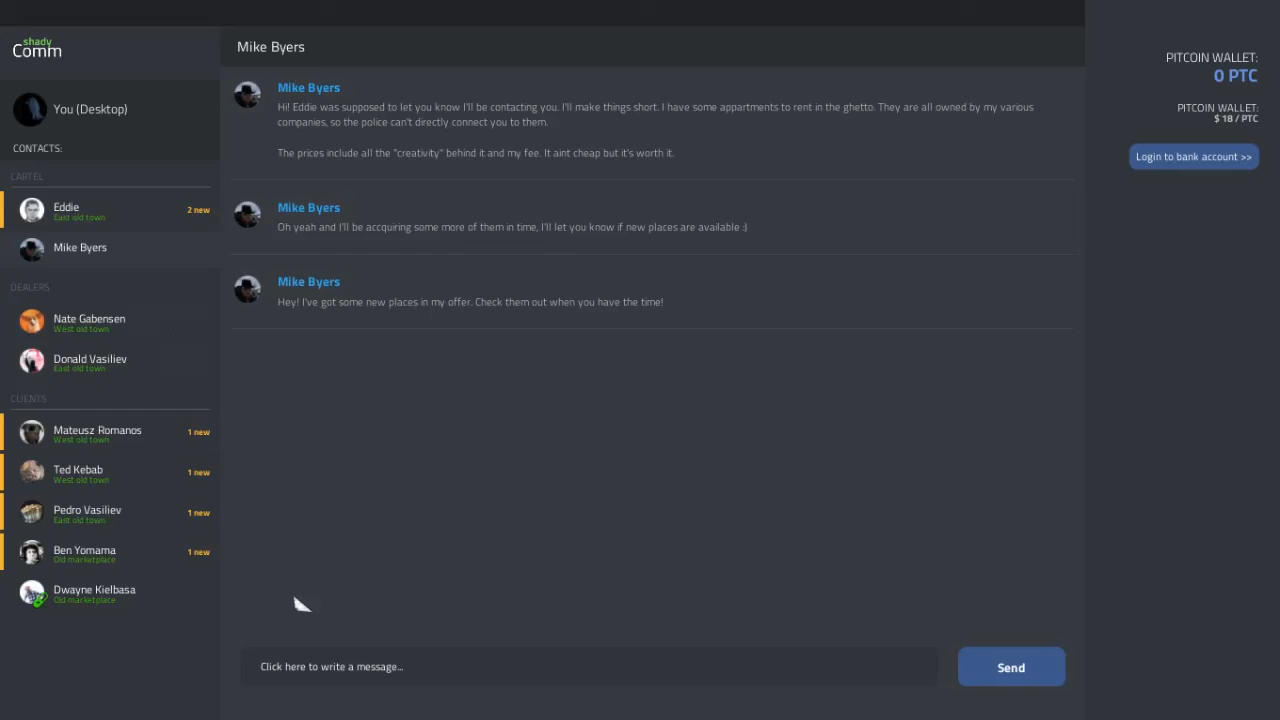 shady
Comm
You (Desktop)
CONTACTS:
CARTEL
Eddie
East old town
2 new
Mike Byers
DEALERS
Nate Gabensen
West old town
Donald Vasiliev
East old town
CLIENTS
Mateusz Romanos
West old town
1 new
Ted Kebab
West old town
1 new
Pedro Vasiliev
East old town
1 new
Ben Yomama
Old marketplace
1 new
Dwayne Kielbasa
Old marketplace
Mike Byers
Mike Byers
Hi! Eddie was supposed to let you know I'll be contacting you. I'll make things short. I have some appartments to rent in the ghetto. They are all owned by my various
companies, so the police can't directly connect you to them.
The prices include all the "creativity" behind it and my fee. It aint cheap but it's worth it.
Mike Byers
Oh yeah and I'll be accquiring some more of them in time, I'll let you know if new places are available :)
Mike Byers
Hey! I've got some new places in my offer. Check them out when you have the time!
Click here to write a message...
Send
PITCOIN WALLET:
0 PTC
PITCOIN WALLET:
$ 18 / PTC
Login to bank account >>